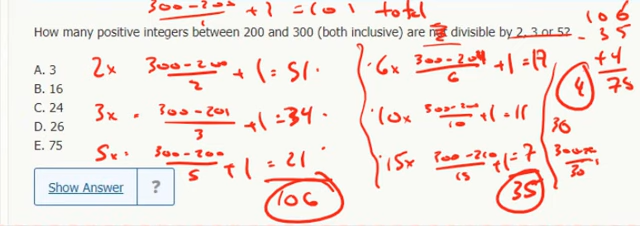 300-200 + 1 = 101 total
How many positive integers between 200 and 300 (both inclusive) are not divisible by 2, 3 or 5?
A. 3
B. 16
C. 24
D. 26
E. 75
Show Answer
?
2x 300-200 / 2 + 1 = 51.
3x = 300-201 / 3 + 1 = 34.
5x = 300-200 / 5 + 1 = 21
106
6x 300-204 / 6 + 1 = 17
10x 300-200 / 10 + 1 = 11
15x 300-210 / 15 + 1 = 7
35
30
30
106
- 35
+4
75
4